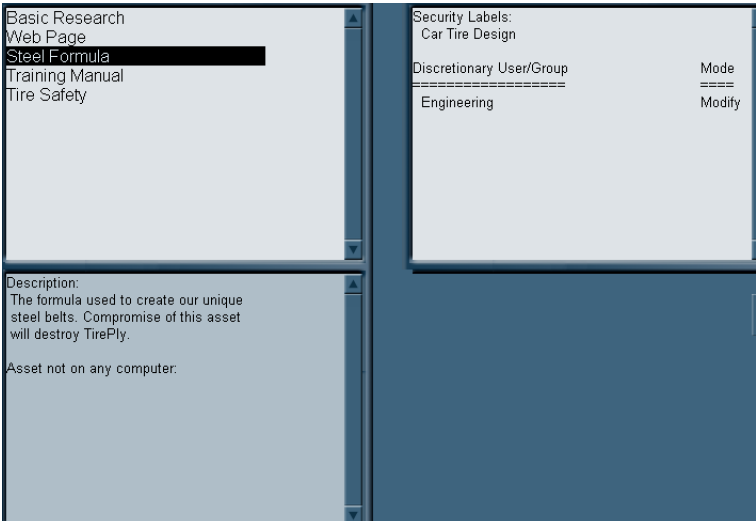 Basic Research
Web Page
Steel Formula
Training Manual
Tire Safety
Description:
The formula used to create our unique
steel belts. Compromise of this asset
will destroy TirePly.
Asset not on any computer:
Security Labels:
Car Tire Design
Discretionary User/Group Mode
================== ====
Engineering Modify